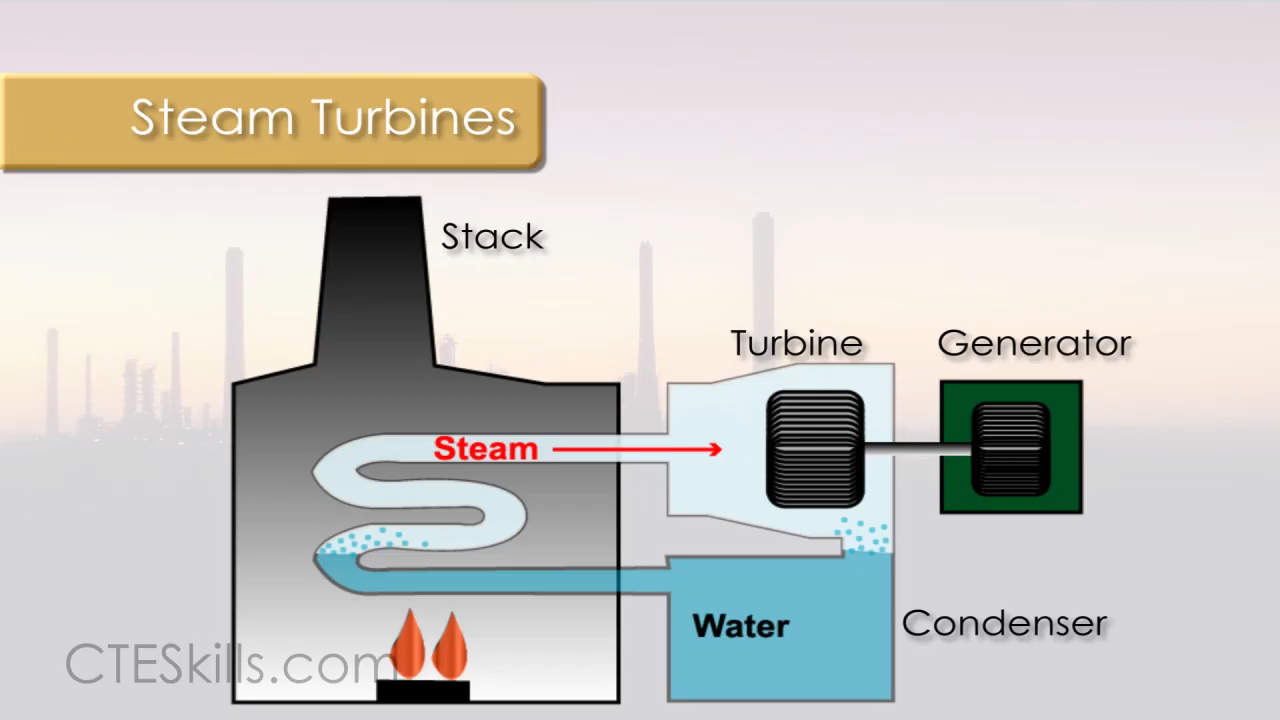 Steam Turbines
Stack
Turbine
Generator
Steam
Water
Condenser
CTESkills.com